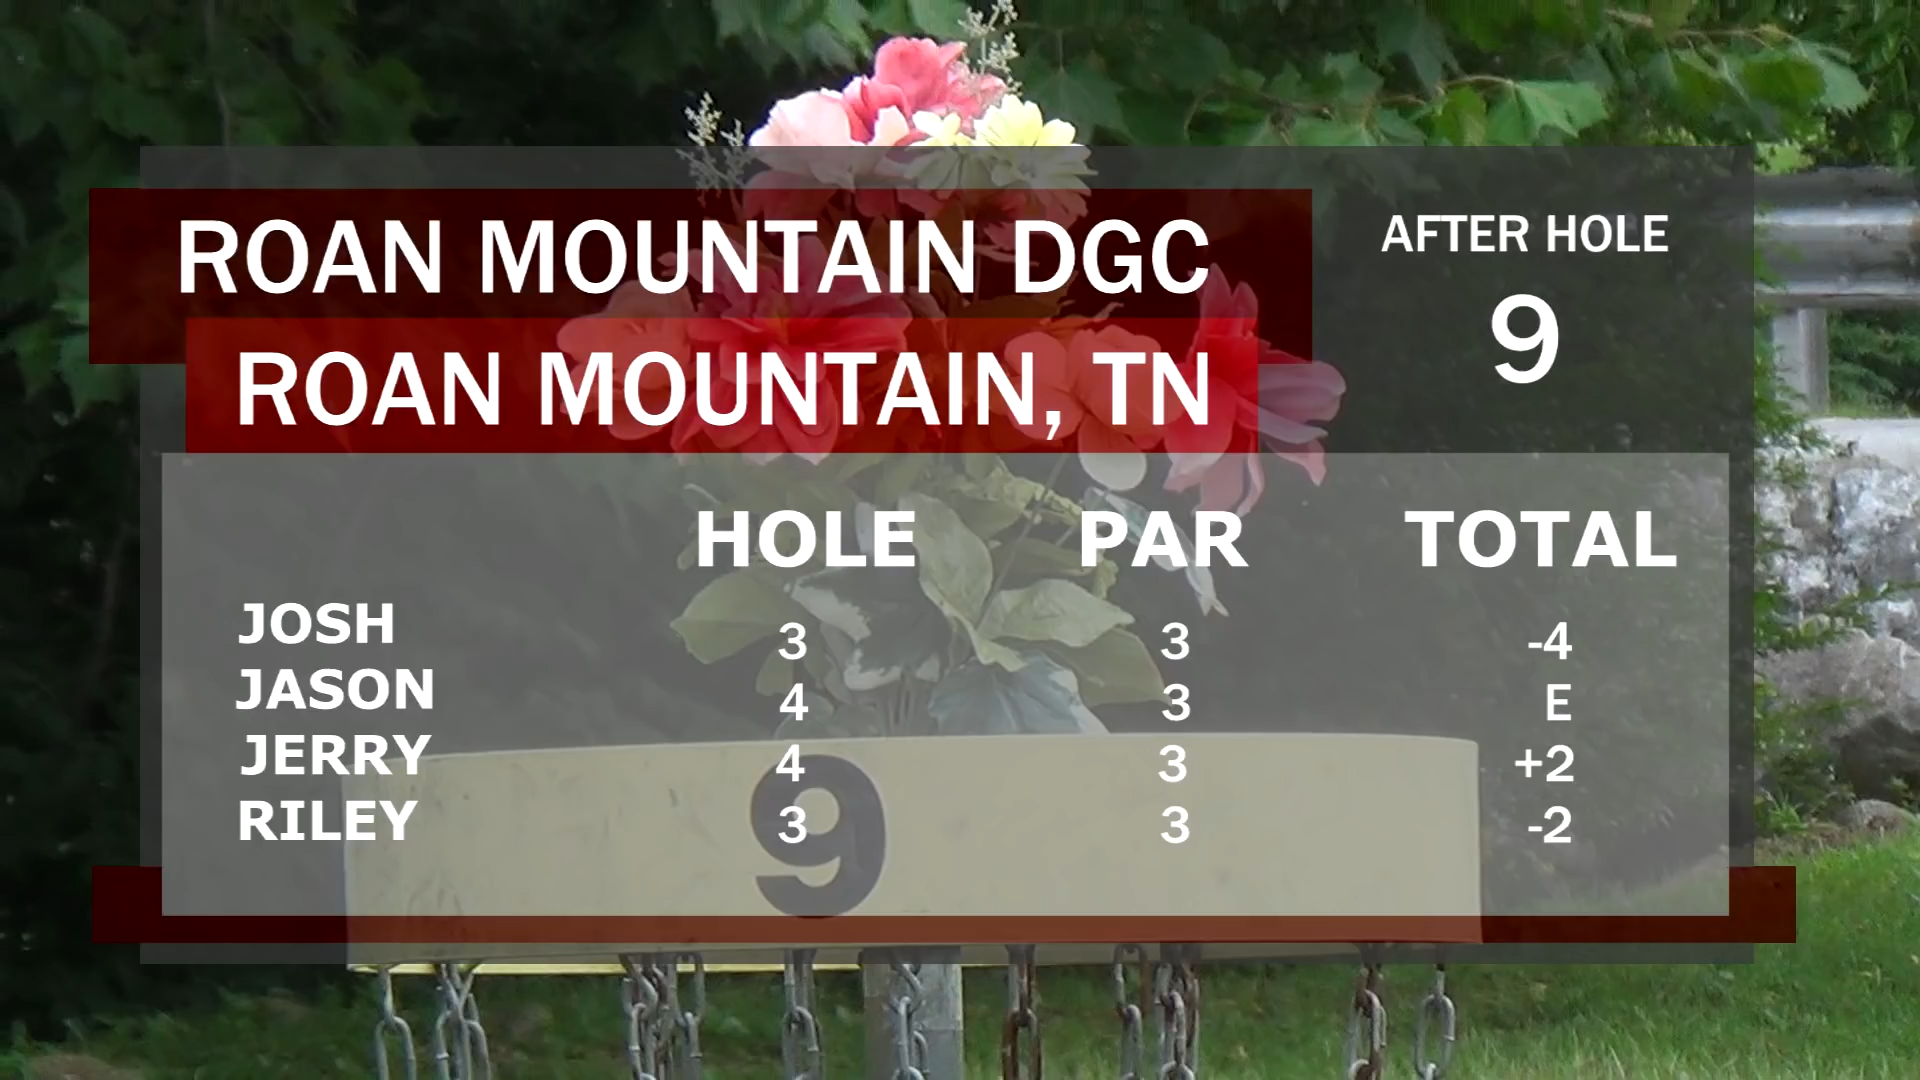 ROAN MOUNTAIN DGC
ROAN MOUNTAIN, TN
AFTER HOLE
9
HOLE PAR TOTAL
JOSH 3 3 -4
JASON 4 3 E
JERRY 4 3 +2
RILEY 3 3 -2
9